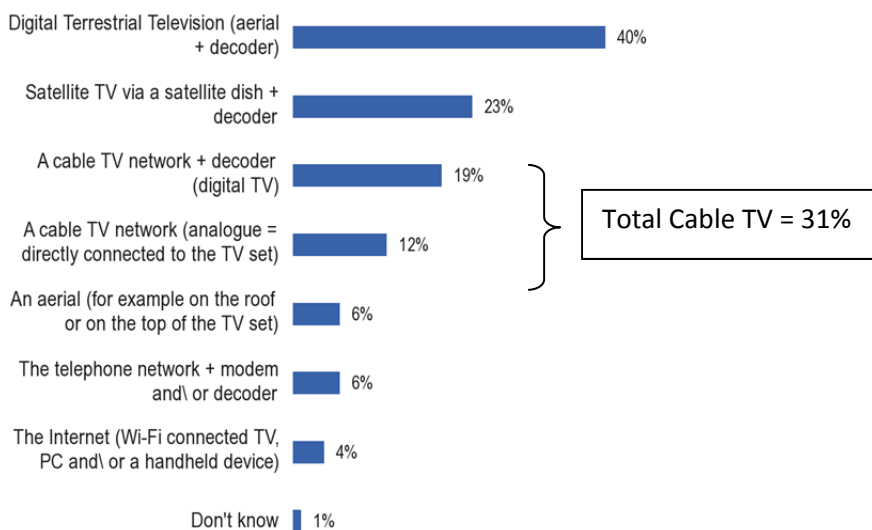 Digital Terrestrial Television (aerial
+ decoder)
40%
Satellite TV via a satellite dish +
decoder
23%
A cable TV network + decoder
(digital TV)
19%
Total Cable TV = 31%
A cable TV network (analogue =
directly connected to the TV set)
12%
An aerial (for example on the roof
or on the top of the TV set)
6%
The telephone network + modem
and\ or decoder
6%
The Internet (Wi-Fi connected TV,
PC and\ or a handheld device)
4%
Don't know
1%